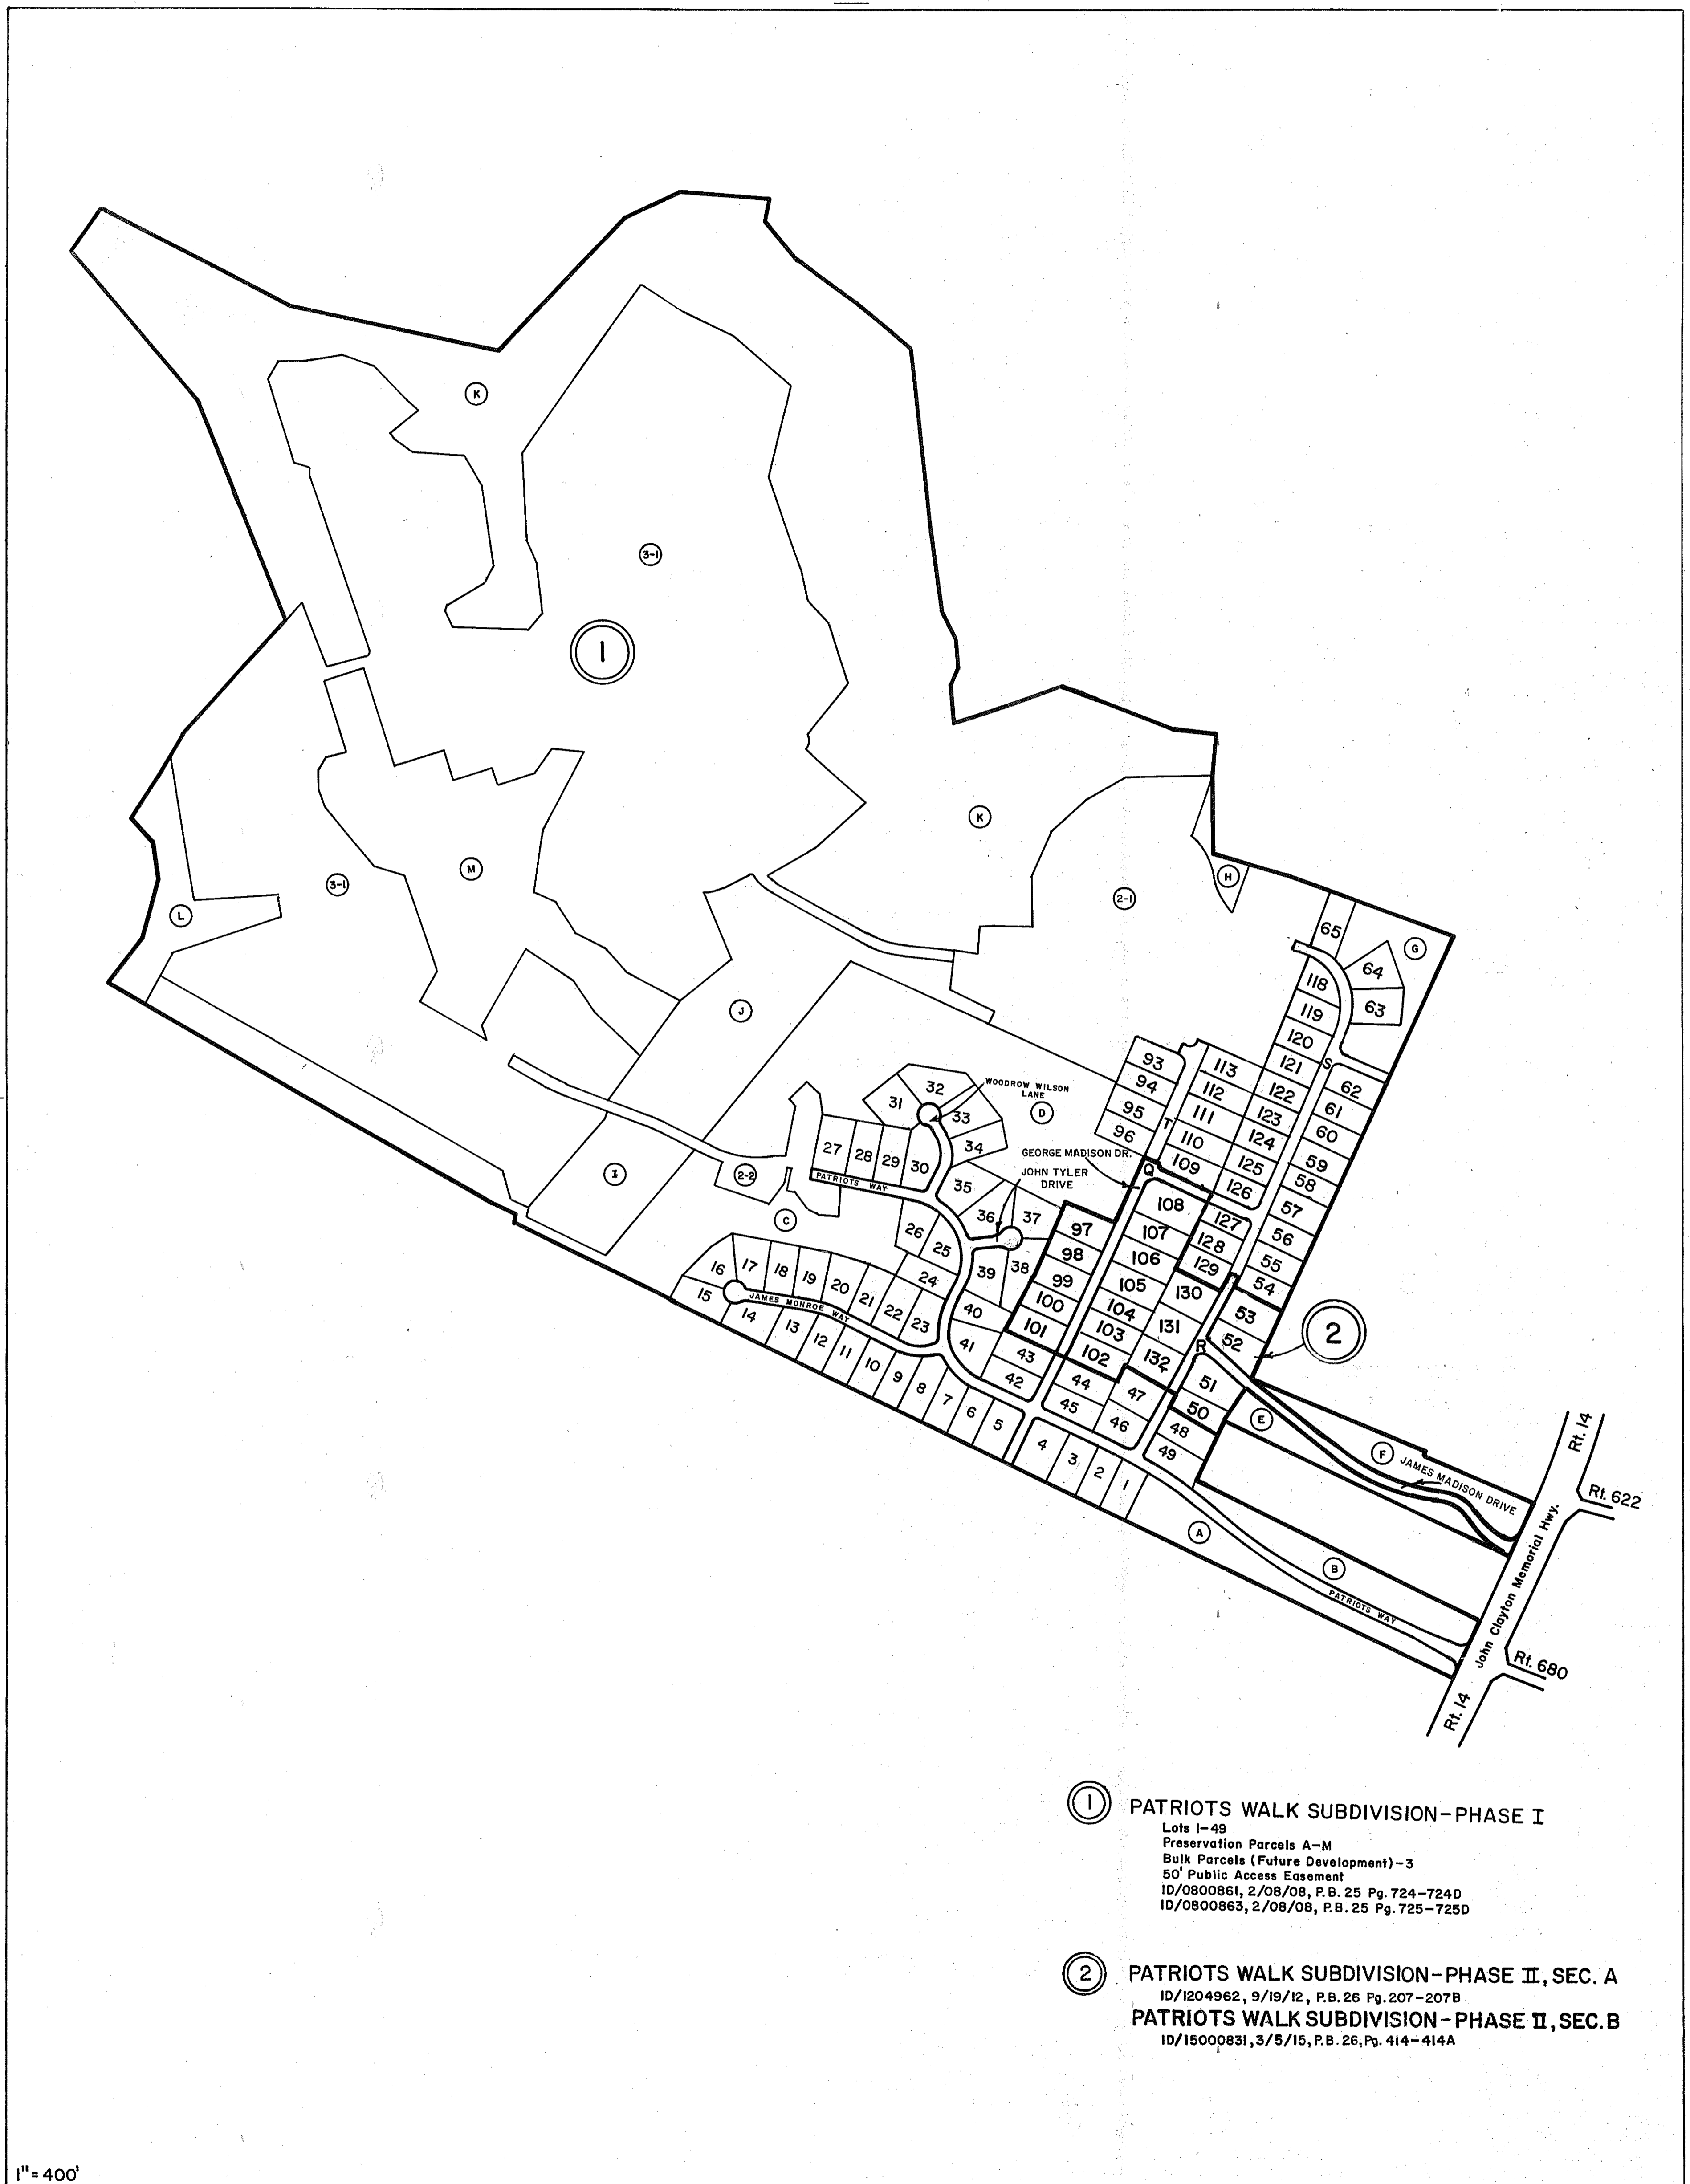 K
3-1
1
K
M
3-1
L
H
2-1
65
G
64
118
63
119
J
120
93
113
121
S
62
94
112
122
WOODROW WILSON
LANE
32
31
33
D
95
111
123
61
T
96
110
124
60
34
27
28
29
30
GEORGE MADISON DR.
109
125
59
I
2-2
PATRIOTS WAY
JOHN TYLER
DRIVE
Q
58
35
126
108
57
C
36
37
97
127
56
26
25
107
128
98
106
129
55
16
17
18
19
20
24
39
38
99
105
130
54
15
JAMES MONROE WAY
21
22
23
40
100
104
131
53
2
14
13
12
11
10
9
8
7
6
5
41
101
103
132
R
52
43
102
42
44
47
51
45
46
50
E
4
48
3
49
2
1
F
JAMES MADISON DRIVE
Rt. 14
Rt. 622
A
B
PATRIOTS WAY
John Clayton Memorial Hwy.
Rt. 680
Rt. 14
1 PATRIOTS WALK SUBDIVISION-PHASE I
Lots 1-49
Preservation Parcels A-M
Bulk Parcels (Future Development)-3
50' Public Access Easement
ID/0800861, 2/08/08, P.B. 25 Pg. 724-724D
ID/0800863, 2/08/08, P.B. 25 Pg. 725-725D
2 PATRIOTS WALK SUBDIVISION-PHASE II, SEC. A
ID/1204962, 9/19/12, P.B. 26 Pg. 207-207B
PATRIOTS WALK SUBDIVISION-PHASE II, SEC. B
ID/15000831, 3/5/15, P.B. 26, Pg. 414-414A
1"=400'